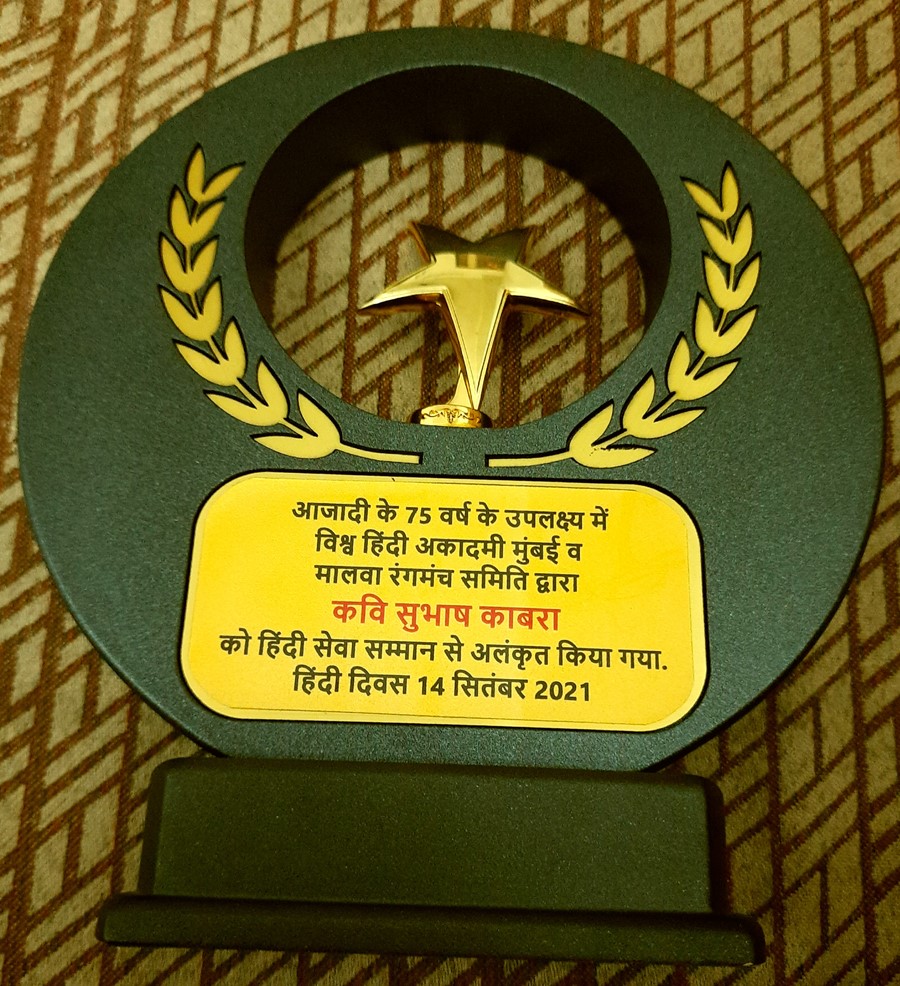 आजादी के 75 वर्ष के उपलक्ष्य में
विश्व हिंदी अकादमी मुंबई व
मालवा रंगमंच समिति द्वारा
कवि सुभाष काबरा
को हिंदी सेवा सम्मान से अलंकृत किया गया.
हिंदी दिवस 14 सितंबर 2021